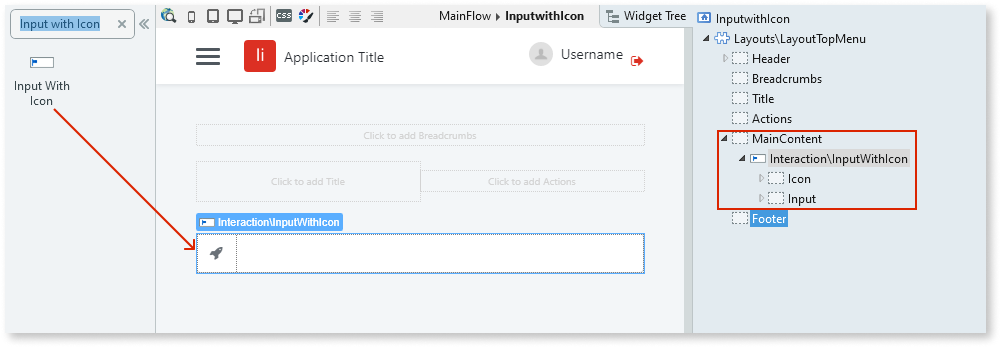 Input with Icon
Input With
Icon
CSS
MainFlow InputwithIcon
Widget Tree
InputwithIcon
li
Application Title
Username
Click to add Breadcrumbs
Click to add Title
Click to add Actions
Interaction\InputWithIcon
Layouts\LayoutTopMenu
Header
Breadcrumbs
Title
Actions
MainContent
Interaction\InputWithIcon
Icon
Input
Footer